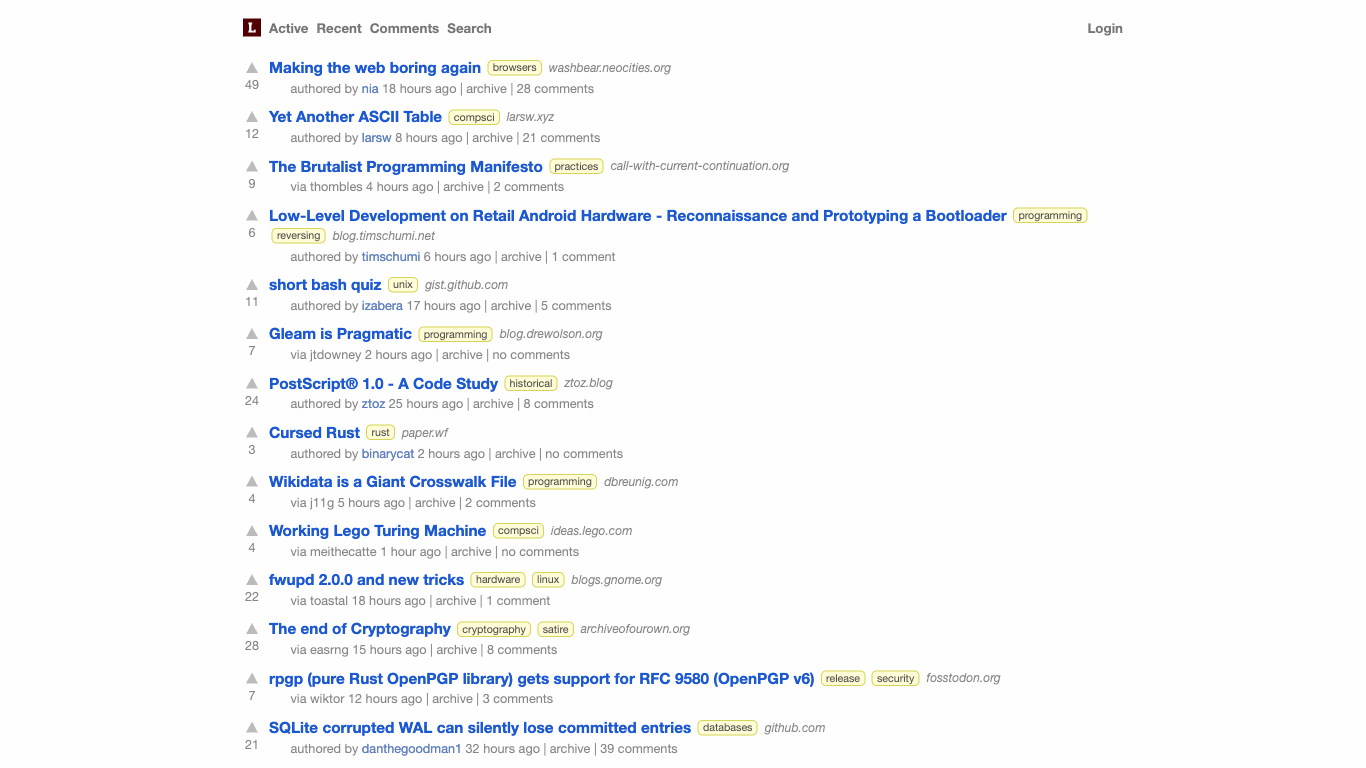 L Active Recent Comments Search Login
Making the web boring again browsers washbear.neocities.org
49 authored by nia 18 hours ago | archive | 28 comments
Yet Another ASCII Table compsci larsw.xyz
12 authored by larsw 8 hours ago | archive | 21 comments
The Brutalist Programming Manifesto practices call-with-current-continuation.org
9 via thombles 4 hours ago | archive | 2 comments
Low-Level Development on Retail Android Hardware - Reconnaissance and Prototyping a Bootloader programming
6 reversing blog.timschumi.net
authored by timschumi 6 hours ago | archive | 1 comment
short bash quiz unix gist.github.com
11 authored by izabera 17 hours ago | archive | 5 comments
Gleam is Pragmatic programming blog.drewolson.org
7 via jtdowney 2 hours ago | archive | no comments
PostScript® 1.0 - A Code Study historical ztoz.blog
24 authored by ztoz 25 hours ago | archive | 8 comments
Cursed Rust rust paper.wf
3 authored by binarycat 2 hours ago | archive | no comments
Wikidata is a Giant Crosswalk File programming dbreunig.com
4 via j11g 5 hours ago | archive | 2 comments
Working Lego Turing Machine compsci ideas.lego.com
4 via meithecatte 1 hour ago | archive | no comments
fwupd 2.0.0 and new tricks hardware linux blogs.gnome.org
22 via toastal 18 hours ago | archive | 1 comment
The end of Cryptography cryptography satire archiveofourown.org
28 via easrng 15 hours ago | archive | 8 comments
rpgp (pure Rust OpenPGP library) gets support for RFC 9580 (OpenPGP v6) release security fosstodon.org
7 via wiktor 12 hours ago | archive | 3 comments
SQLite corrupted WAL can silently lose committed entries databases github.com
21 authored by danthegoodman1 32 hours ago | archive | 39 comments